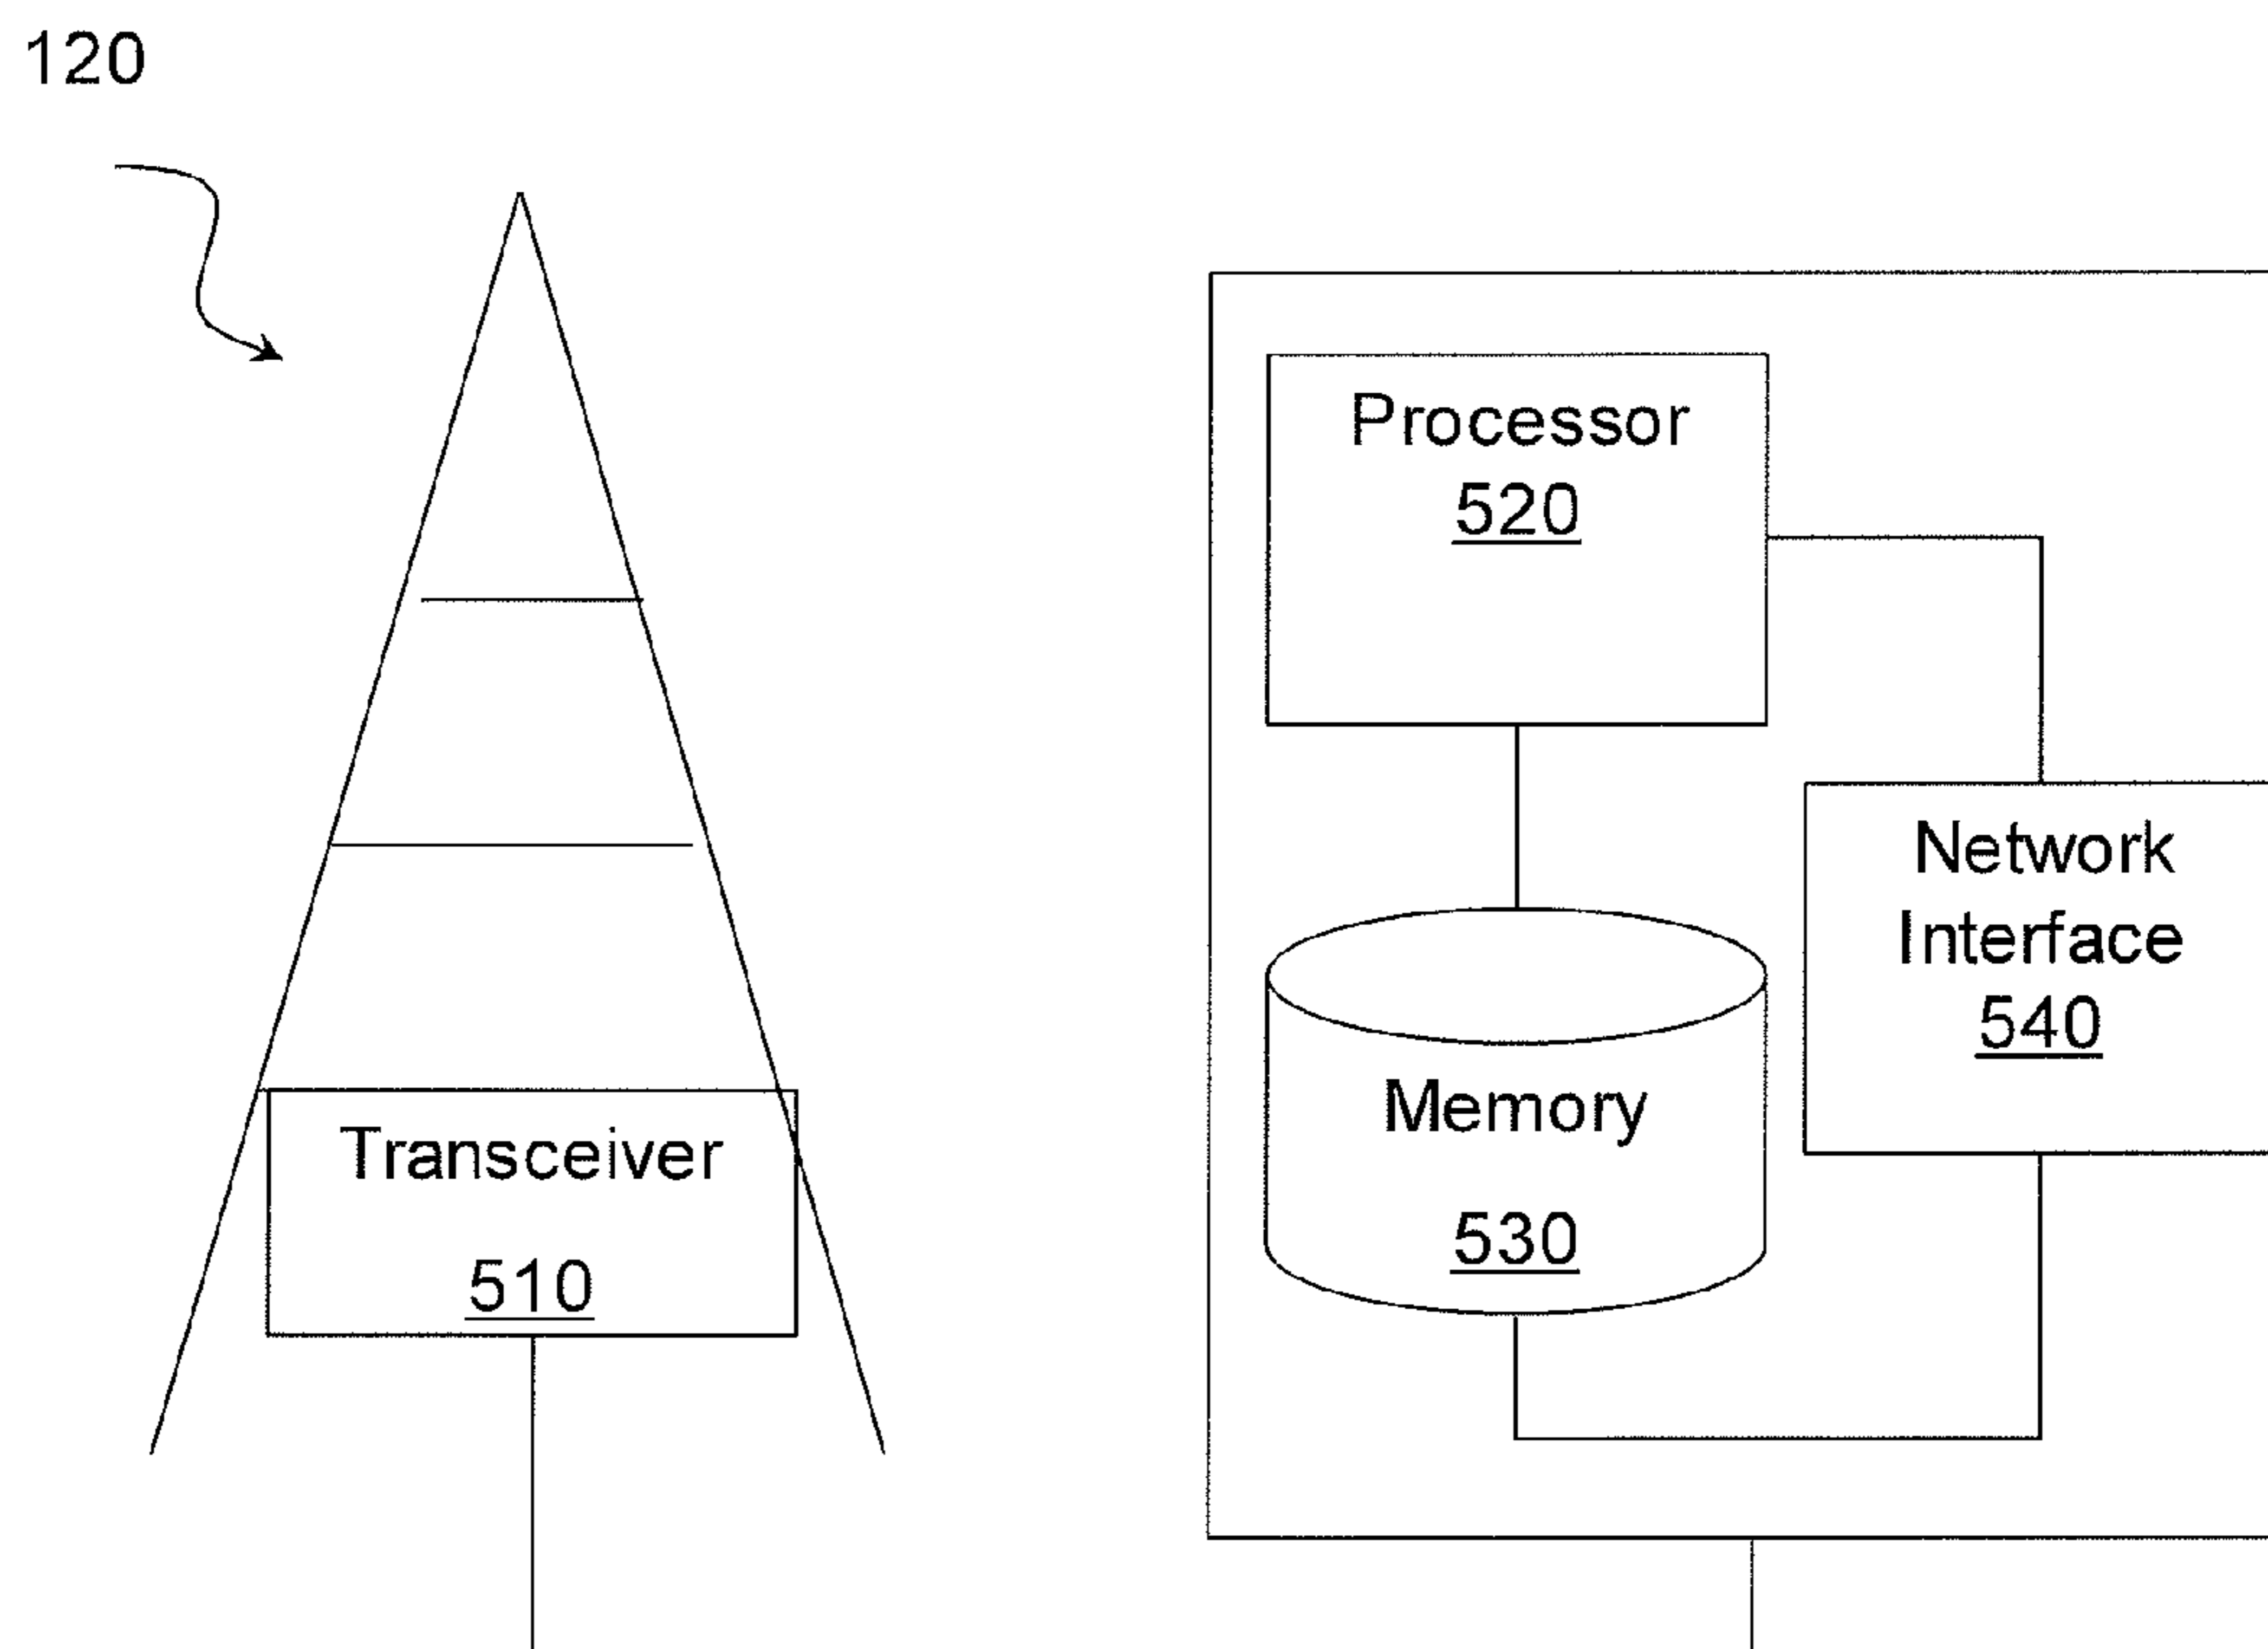 120
Processor
520
Network
Interface
540
Memory
530
Transceiver
510